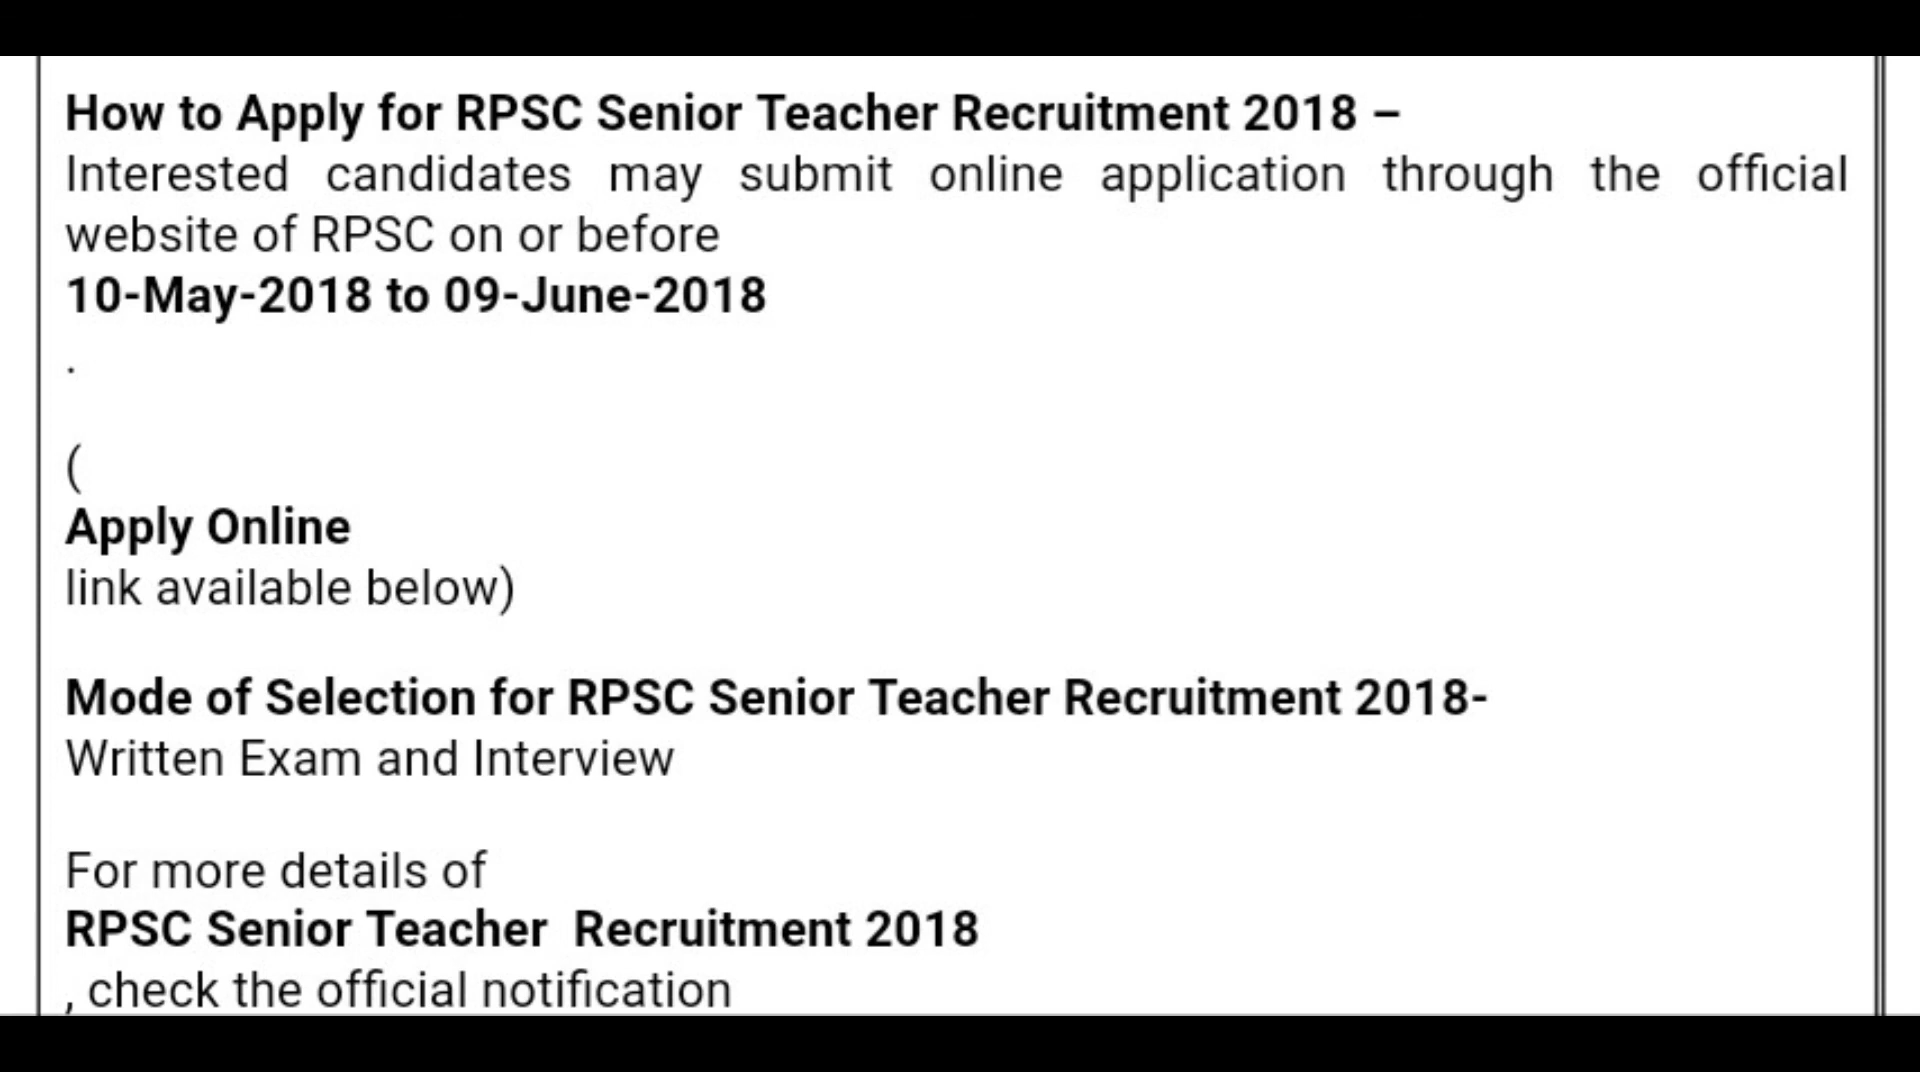 How to Apply for RPSC Senior Teacher Recruitment 2018 –
Interested candidates may submit online application through the official
website of RPSC on or before
10-May-2018 to 09-June-2018
.
(
Apply Online
link available below)
Mode of Selection for RPSC Senior Teacher Recruitment 2018-
Written Exam and Interview
For more details of
RPSC Senior Teacher  Recruitment 2018
, check the official notification